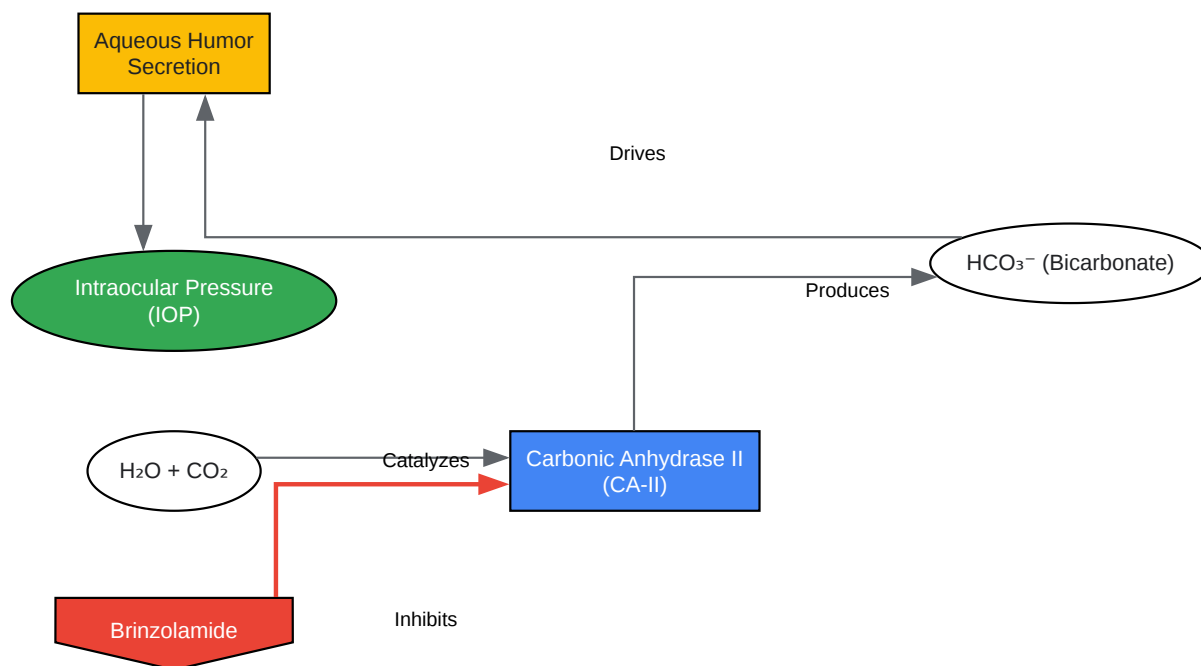 Aqueous Humor
Secretion
Drives
HCO₃⁻ (Bicarbonate)
Intraocular Pressure
(IOP)
Produces
H₂O + CO₂
Catalyzes
Carbonic Anhydrase II
(CA-II)
Brinzolamide
Inhibits